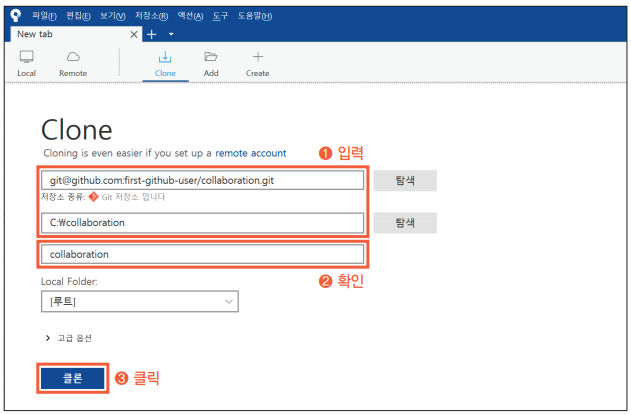 파일(F) 편집(E) 보기(V) 저장소(R) 액션(A) 도구 도움말(H)
New tab
Local Remote Clone Add Create
Clone
Cloning is even easier if you set up a remote account
❶ 입력
git@github.com:first-github-user/collaboration.git 탐색
저장소 종류: Git 저장소 입니다
C:₩collaboration 탐색
collaboration
❷ 확인
Local Folder:
[루트]
고급 옵션
클론 ❸ 클릭